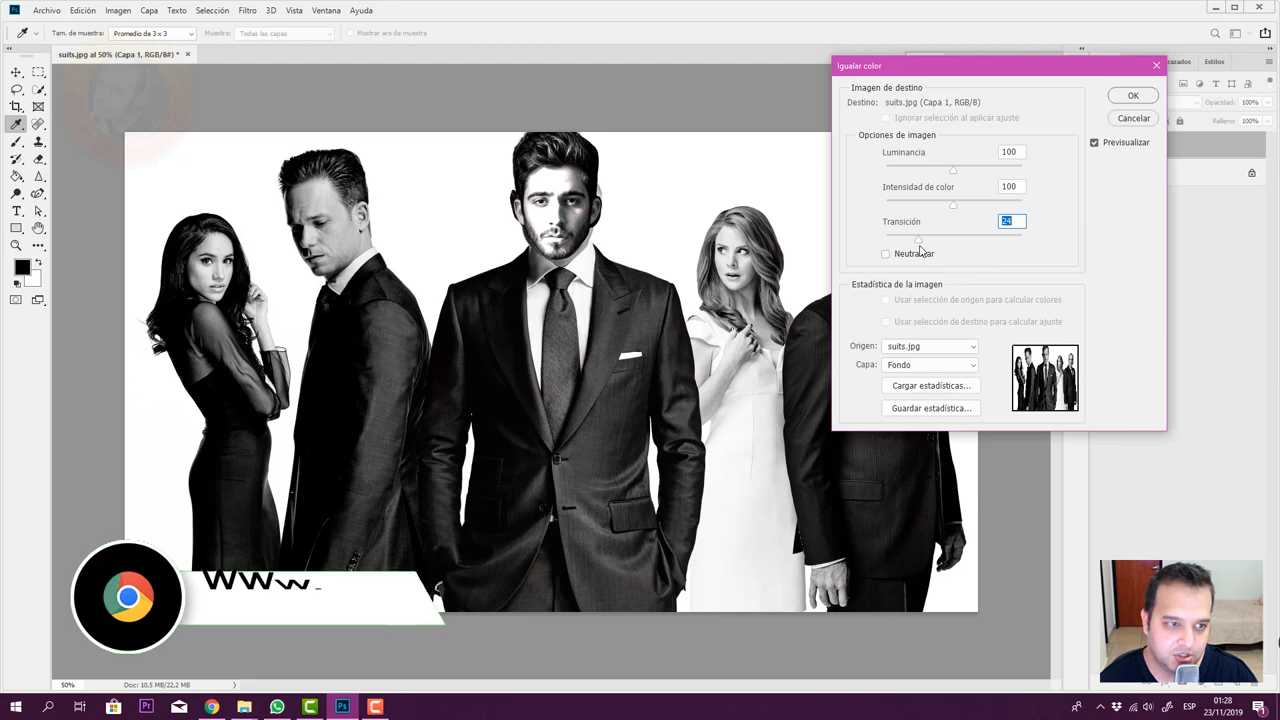 Archivo Edición Imagen Capa Texto Selección Filtro 3D Vista Ventana Ayuda
Tam. de muestra: Promedio de 3 x 3 Muestra: Todas las capas Mostrar aro de muestra
suits.jpg al 50% (Capa 1, RGB/8#) *
Trazados Estilos
Opacidad: 100%
Relleno: 100%
Igualar color
Imagen de destino
Destino: suits.jpg (Capa 1, RGB/8)
Ignorar selección al aplicar ajuste
OK
Cancelar
Previsualizar
Opciones de imagen
Luminancia 100
Intensidad de color 100
Transición 24
Neutralizar
Estadística de la imagen
Usar selección de origen para calcular colores
Usar selección de destino para calcular ajuste
Origen: suits.jpg
Capa: Fondo
Cargar estadísticas...
Guardar estadística...
www.
50% Doc: 10,5 MB/22,2 MB
Ps
Pr
Ps
ESP
01:28
23/11/2019